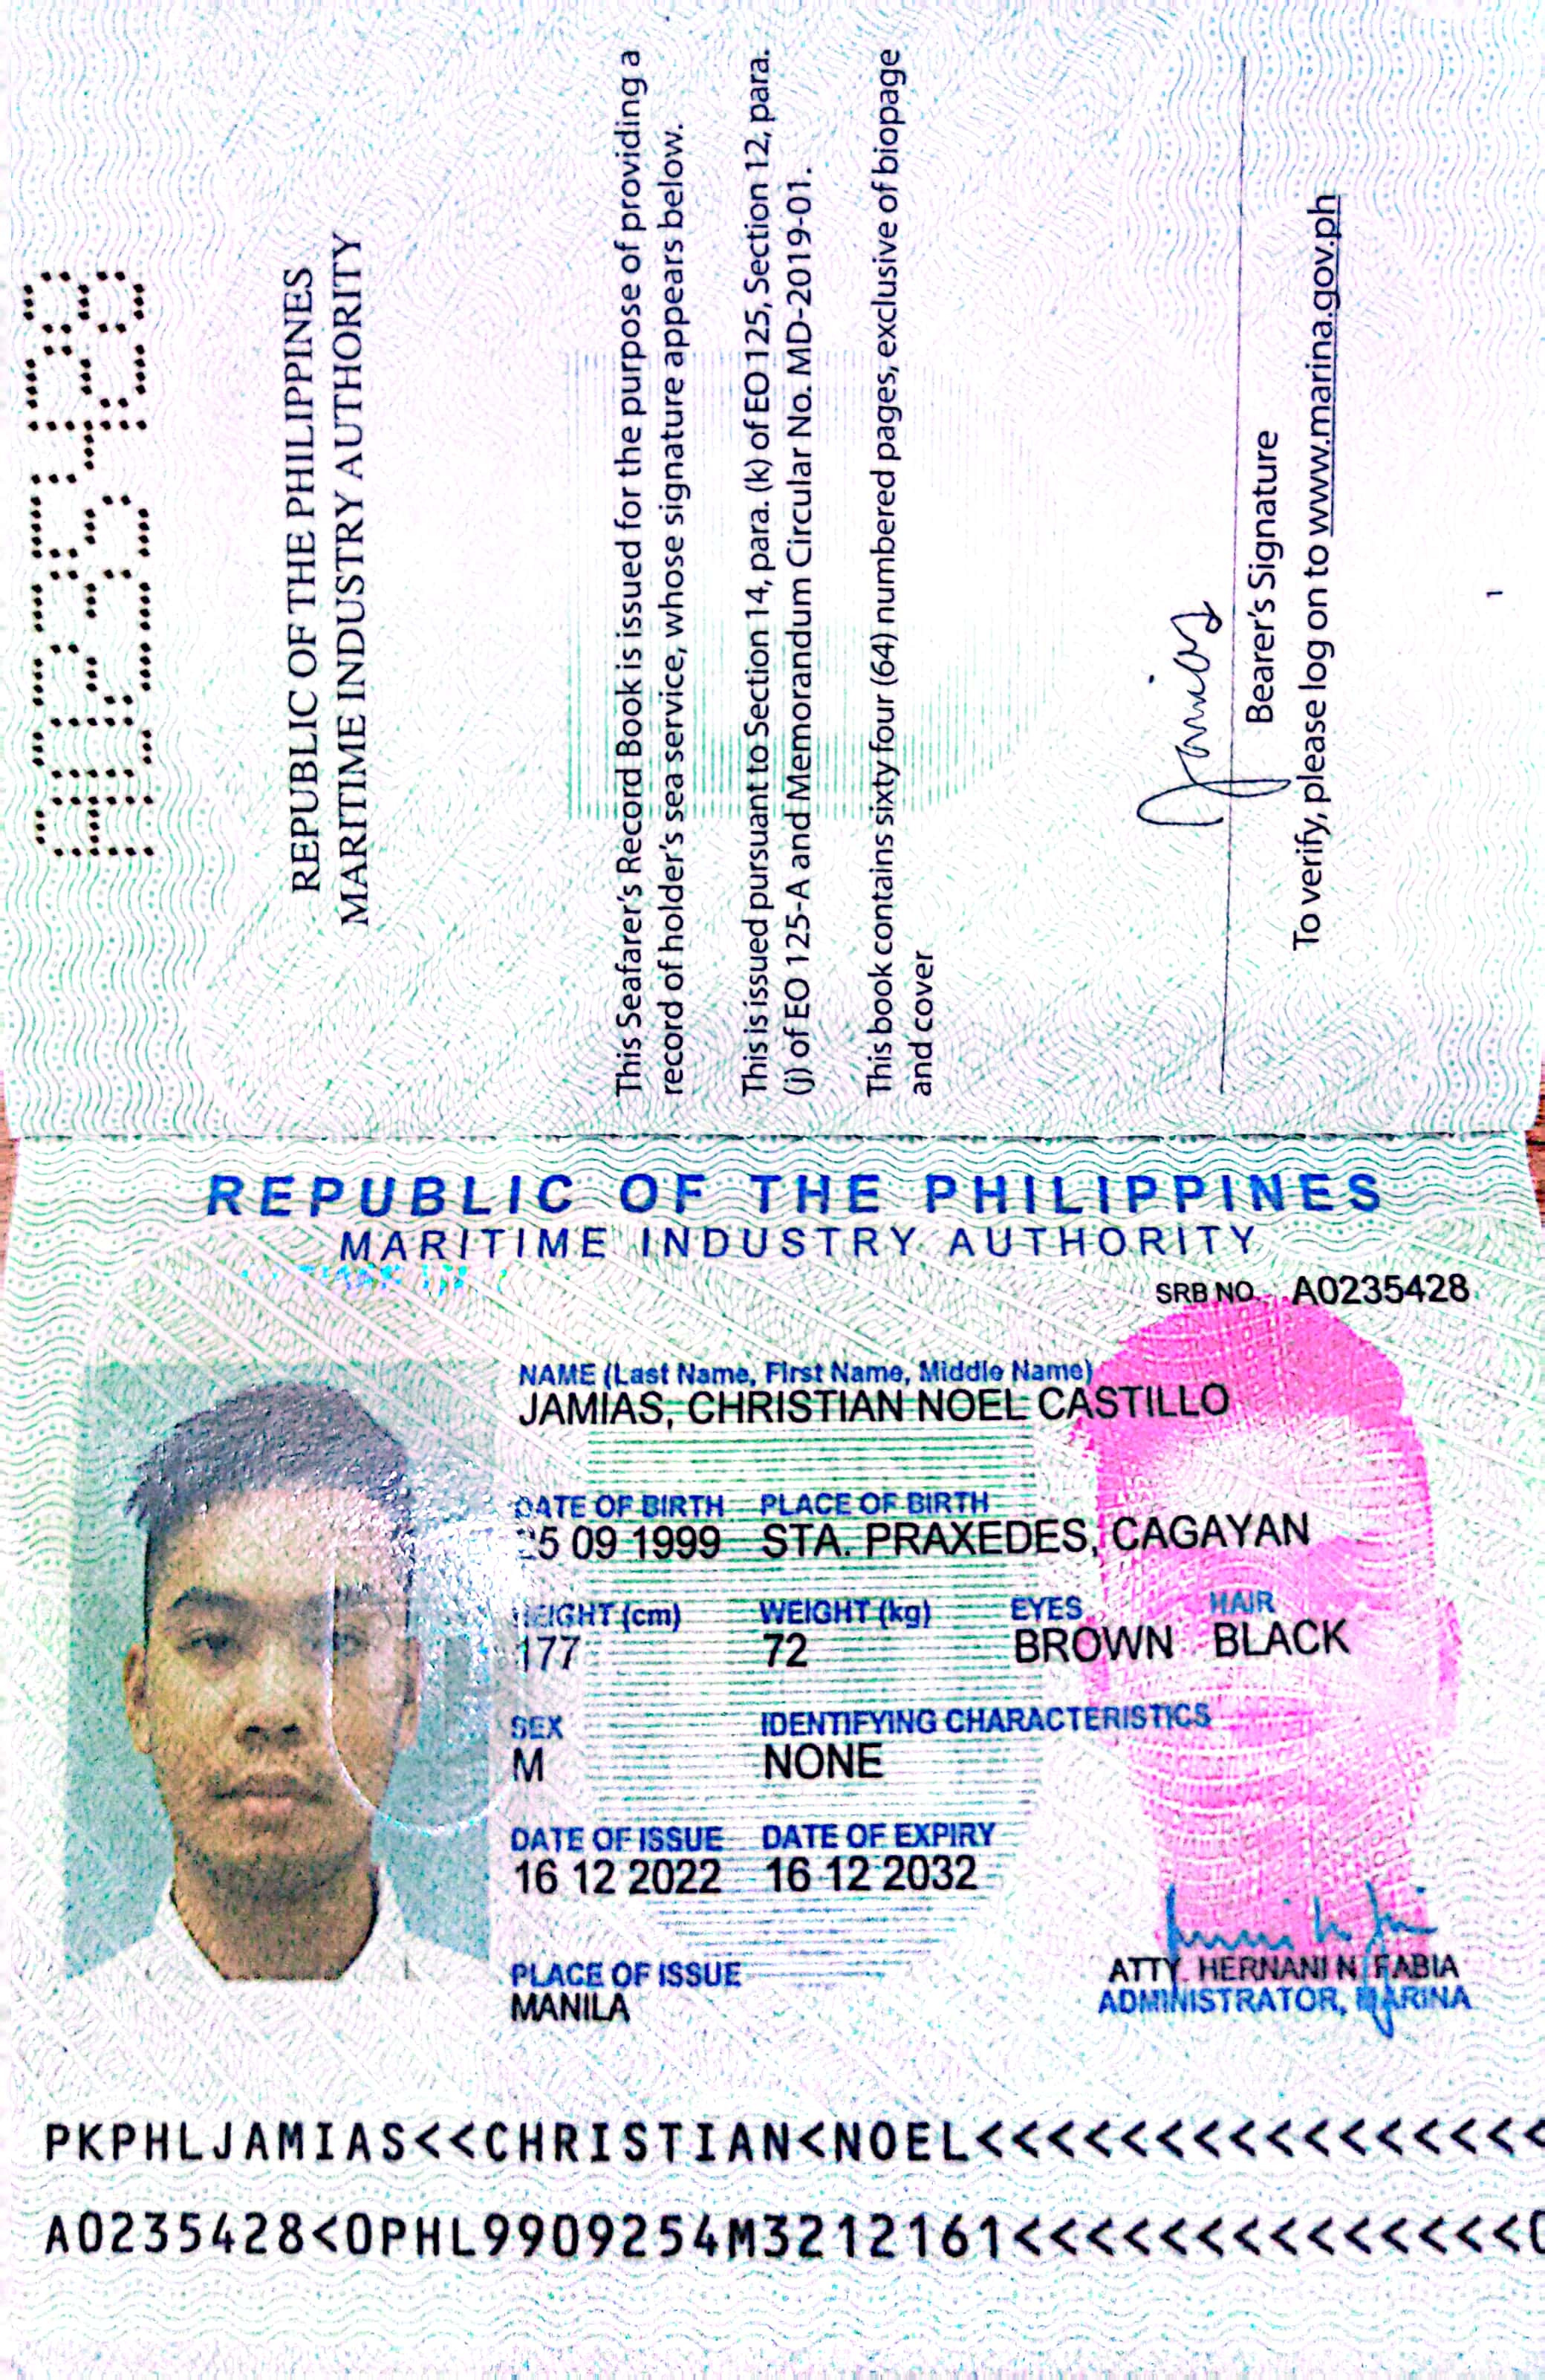 A0235428
REPUBLIC OF THE PHILIPPINES
MARITIME INDUSTRY AUTHORITY
This Seafarer's Record Book is issued for the purpose of providing a
record of holder's sea service, whose signature appears below.
This is issued pursuant to Section 14, para. (k) of EO 125, Section 12, para.
(j) of EO 125-A and Memorandum Circular No. MD-2019-01.
This book contains sixty four (64) numbered pages, exclusive of biopage
and cover
Jamias
Bearer's Signature
To verify, please log on to www.marina.gov.ph
1
REPUBLIC OF THE PHILIPPINES
MARITIME INDUSTRY AUTHORITY
SRB NO. A0235428
NAME (Last Name, First Name, Middle Name)
JAMIAS, CHRISTIAN NOEL CASTILLO
DATE OF BIRTH PLACE OF BIRTH
25 09 1999 STA. PRAXEDES, CAGAYAN
HEIGHT (cm) WEIGHT (kg) EYES HAIR
177 72 BROWN BLACK
SEX IDENTIFYING CHARACTERISTICS
M NONE
DATE OF ISSUE DATE OF EXPIRY
16 12 2022 16 12 2032
PLACE OF ISSUE
MANILA
ATTY. HERNANI N. FABIA
ADMINISTRATOR, MARINA
PKPHLJAMIAS<<CHRISTIAN<NOEL<<<<<<<<<<<<<<<<
A0235428<0PHL9909254M3212161<<<<<<<<<<<<<<0